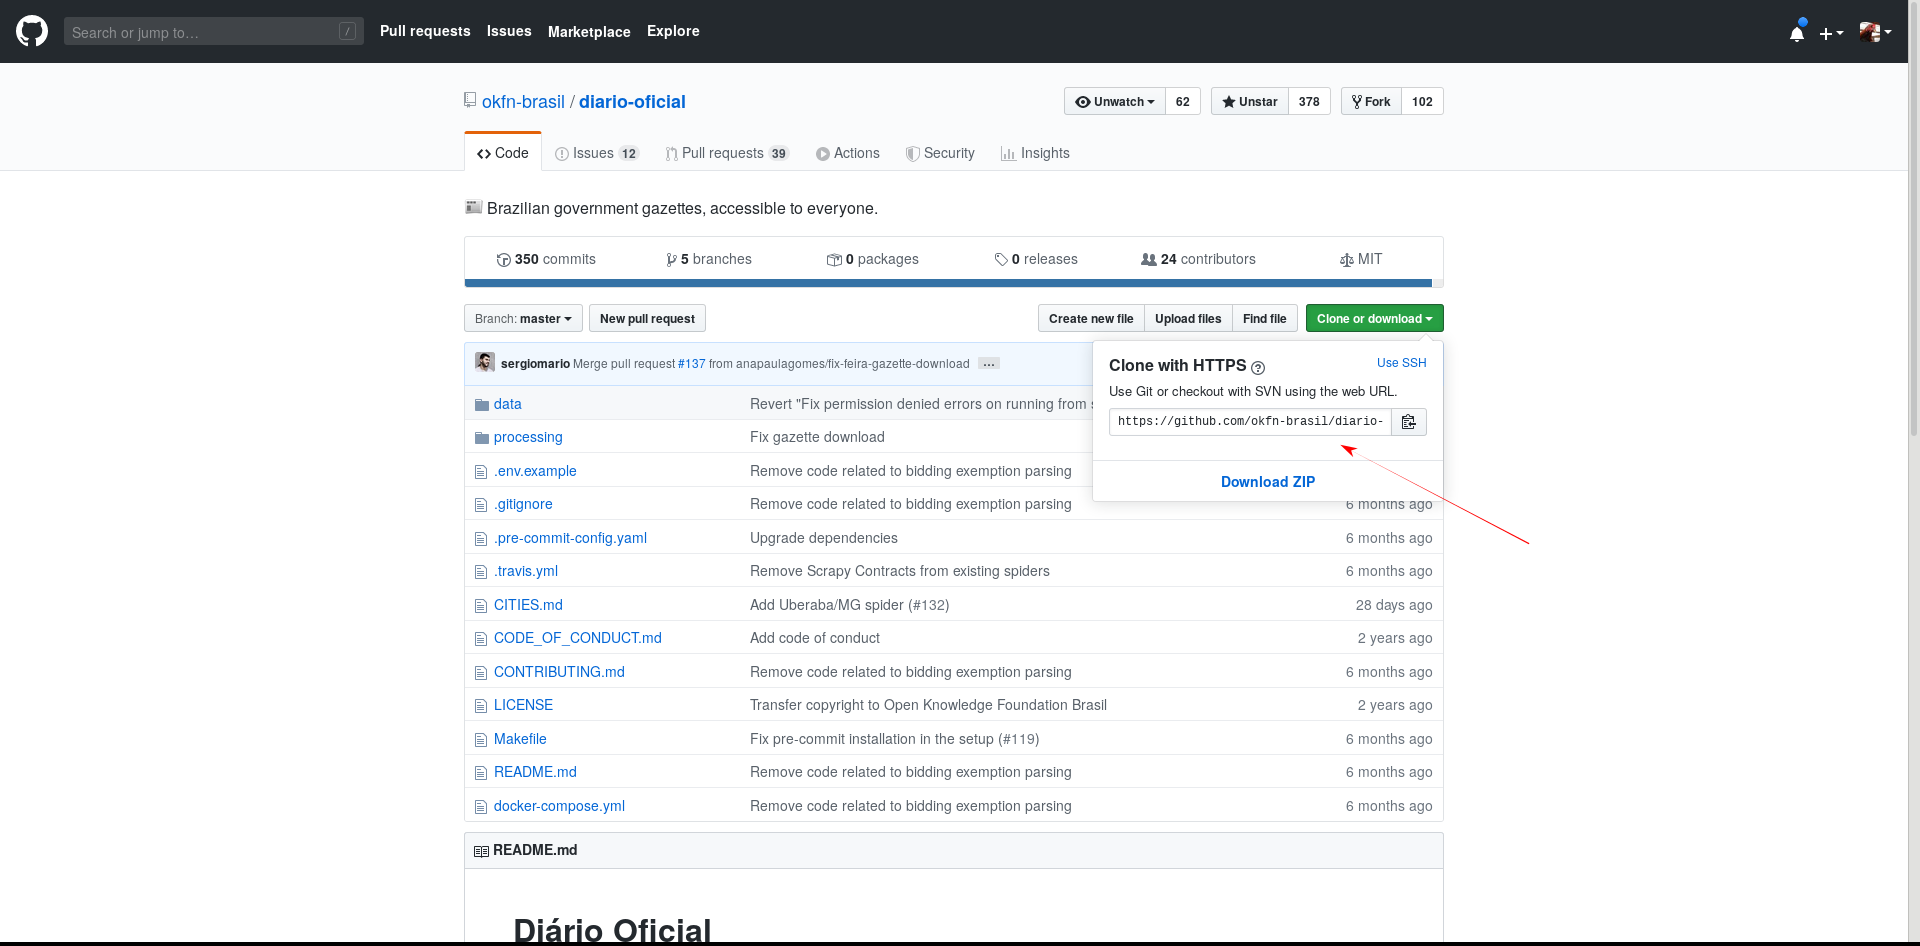 Search or jump to…
/
Pull requests
Issues
Marketplace
Explore
okfn-brasil / diario-oficial
Unwatch 62
Unstar 378
Fork 102
Code
Issues 12
Pull requests 39
Actions
Security
Insights
Brazilian government gazettes, accessible to everyone.
350 commits
5 branches
0 packages
0 releases
24 contributors
MIT
Branch: master
New pull request
Create new file
Upload files
Find file
Clone or download
sergiomario Merge pull request #137 from anapaulagomes/fix-feira-gazette-download …
Clone with HTTPS
Use SSH
Use Git or checkout with SVN using the web URL.
https://github.com/okfn-brasil/diario-
Download ZIP
data Revert "Fix permission denied errors on running from
processing Fix gazette download
.env.example Remove code related to bidding exemption parsing
.gitignore Remove code related to bidding exemption parsing 6 months ago
.pre-commit-config.yaml Upgrade dependencies 6 months ago
.travis.yml Remove Scrapy Contracts from existing spiders 6 months ago
CITIES.md Add Uberaba/MG spider (#132) 28 days ago
CODE_OF_CONDUCT.md Add code of conduct 2 years ago
CONTRIBUTING.md Remove code related to bidding exemption parsing 6 months ago
LICENSE Transfer copyright to Open Knowledge Foundation Brasil 2 years ago
Makefile Fix pre-commit installation in the setup (#119) 6 months ago
README.md Remove code related to bidding exemption parsing 6 months ago
docker-compose.yml Remove code related to bidding exemption parsing 6 months ago
README.md
Diário Oficial